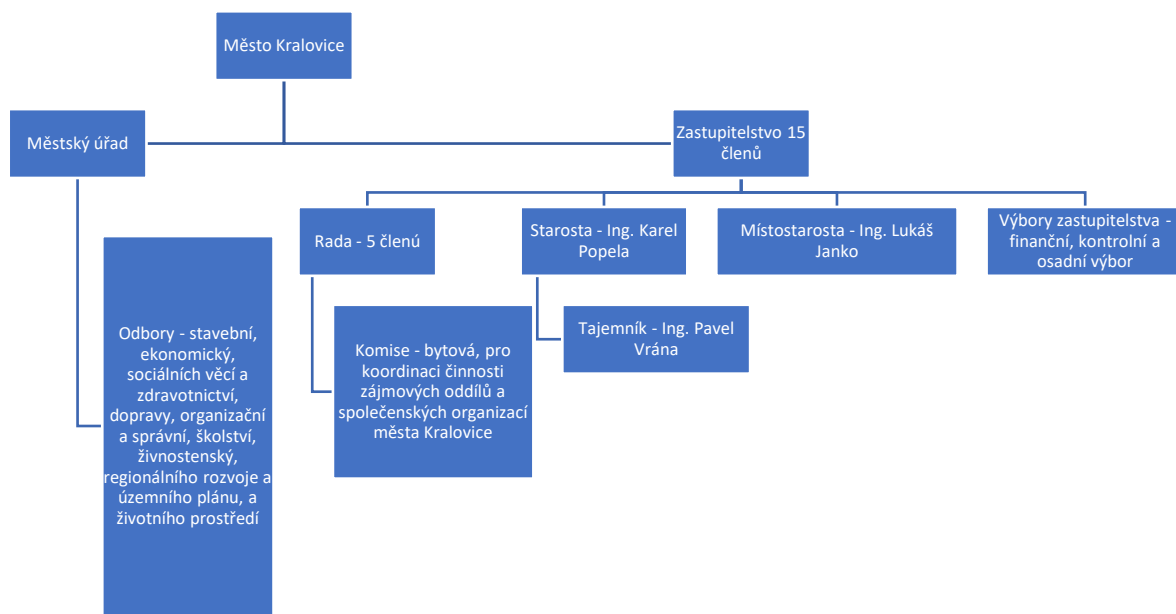 Město Kralovice
Městský úřad
Zastupitelstvo 15
členů
Rada - 5 členú
Starosta - Ing. Karel
Popela
Místostarosta - Ing. Lukáš
Janko
Výbory zastupitelstva -
finanční, kontrolní a
osadní výbor
Odbory - stavební,
ekonomický,
sociálních věcí a
zdravotnictví,
dopravy, organizační
a správní, školství,
živnostenský,
regionálního rozvoje a
územního plánu, a
životního prostředí
Komise - bytová, pro
koordinaci činnosti
zájmových oddílů a
společenských organizací
města Kralovice
Tajemník - Ing. Pavel
Vrána